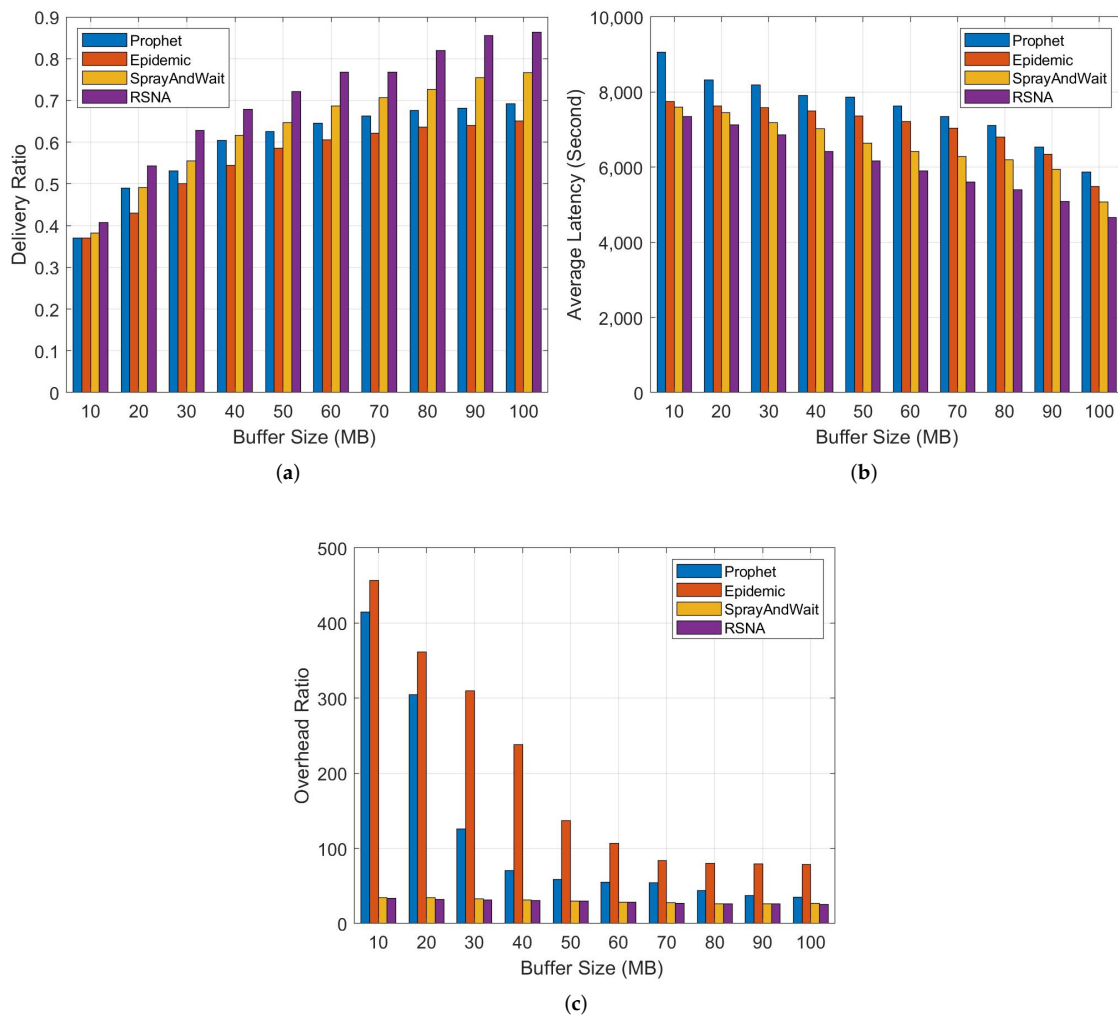 0.9
0.8
0.7
0.6
0.5
0.4
0.3
0.2
0.1
0
Delivery Ratio
Prophet
Epidemic
SprayAndWait
RSNA
10 20 30 40 50 60 70 80 90 100
Buffer Size (MB)
(a)
10,000
8,000
6,000
4,000
2,000
0
Average Latency (Second)
Prophet
Epidemic
SprayAndWait
RSNA
10 20 30 40 50 60 70 80 90 100
Buffer Size (MB)
(b)
500
400
300
200
100
0
Overhead Ratio
Prophet
Epidemic
SprayAndWait
RSNA
10 20 30 40 50 60 70 80 90 100
Buffer Size (MB)
(c)